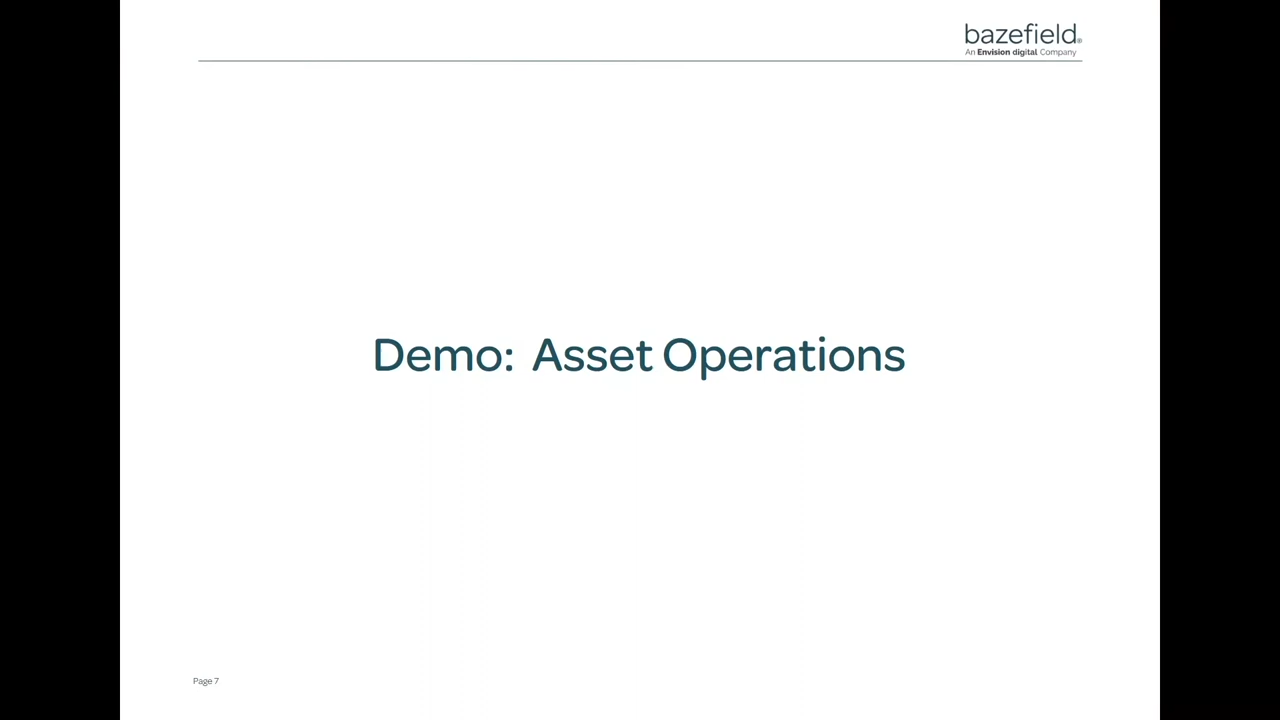 bazefield®
An Envision digital Company
Demo: Asset Operations
Page 7